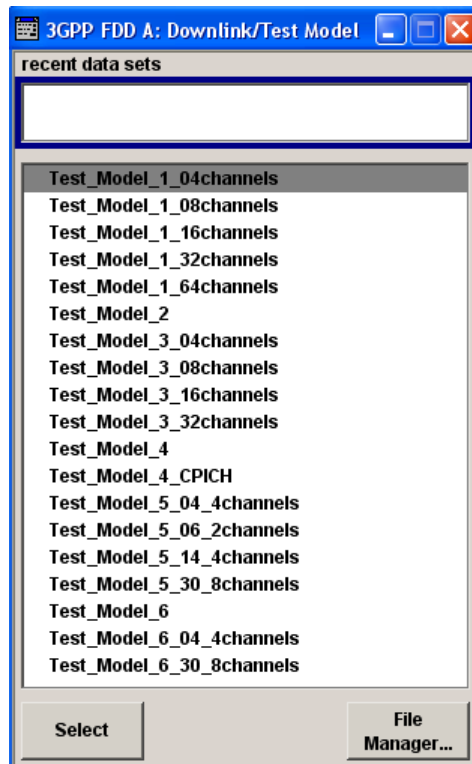 3GPP FDD A: Downlink/Test Model
recent data sets
Test_Model_1_04channels
Test_Model_1_08channels
Test_Model_1_16channels
Test_Model_1_32channels
Test_Model_1_64channels
Test_Model_2
Test_Model_3_04channels
Test_Model_3_08channels
Test_Model_3_16channels
Test_Model_3_32channels
Test_Model_4
Test_Model_4_CPICH
Test_Model_5_04_4channels
Test_Model_5_06_2channels
Test_Model_5_14_4channels
Test_Model_5_30_8channels
Test_Model_6
Test_Model_6_04_4channels
Test_Model_6_30_8channels
Select
File
Manager...